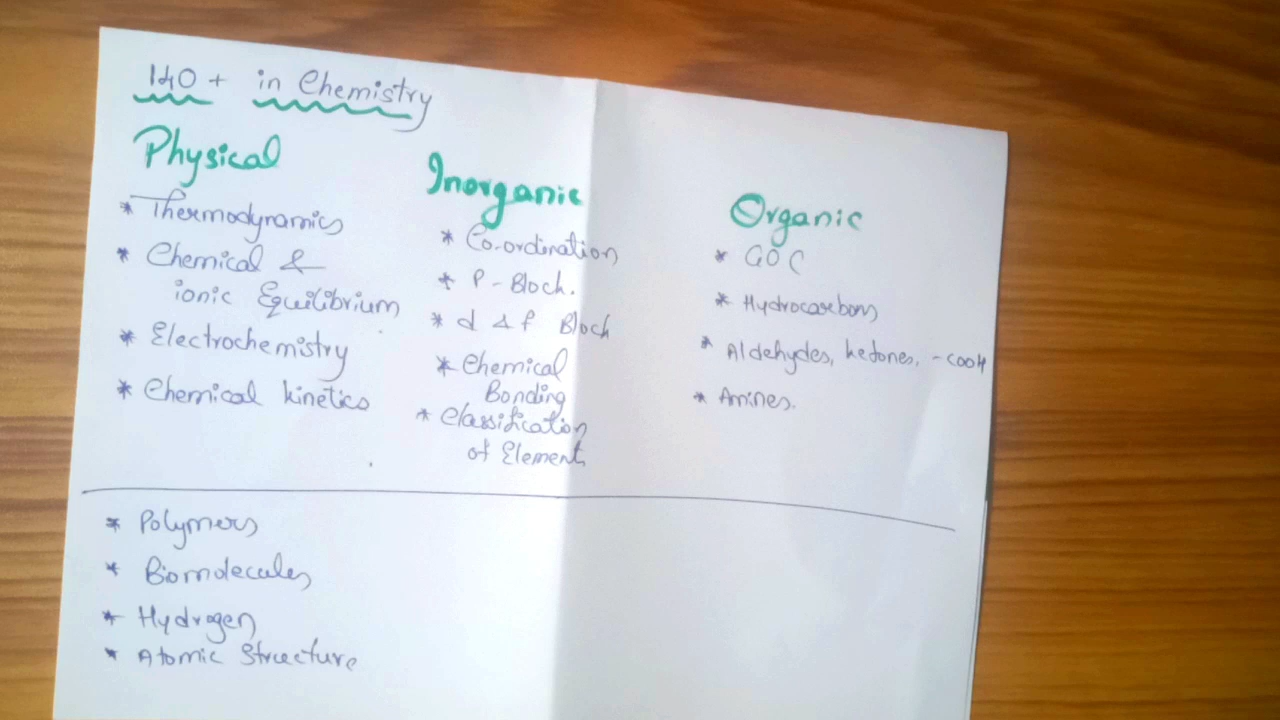 140 + in Chemistry
Physical
* Thermodynamics
* Chemical &
ionic Equilibrium
* Electrochemistry
* Chemical kinetics
Inorganic
* Co-ordination
* P-Block.
* d & f Block
* Chemical
Bonding
* Classification
of Element
Organic
* GOC
* Hydrocarbons
* Aldehydes, ketones, -COOH
* Amines.
* Polymers
* Biomolecules
* Hydrogen
* Atomic Structure